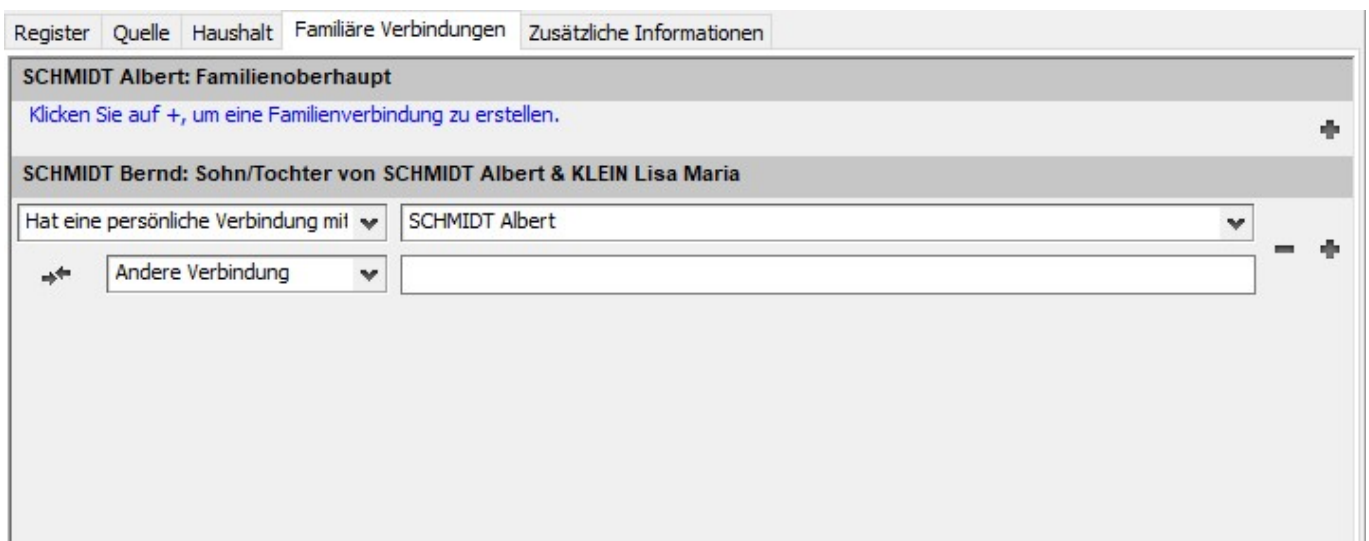 Register Quelle Haushalt Familiäre Verbindungen Zusätzliche Informationen
SCHMIDT Albert: Familienoberhaupt
Klicken Sie auf +, um eine Familienverbindung zu erstellen.
SCHMIDT Bernd: Sohn/Tochter von SCHMIDT Albert & KLEIN Lisa Maria
Hat eine persönliche Verbindung mit SCHMIDT Albert
Andere Verbindung